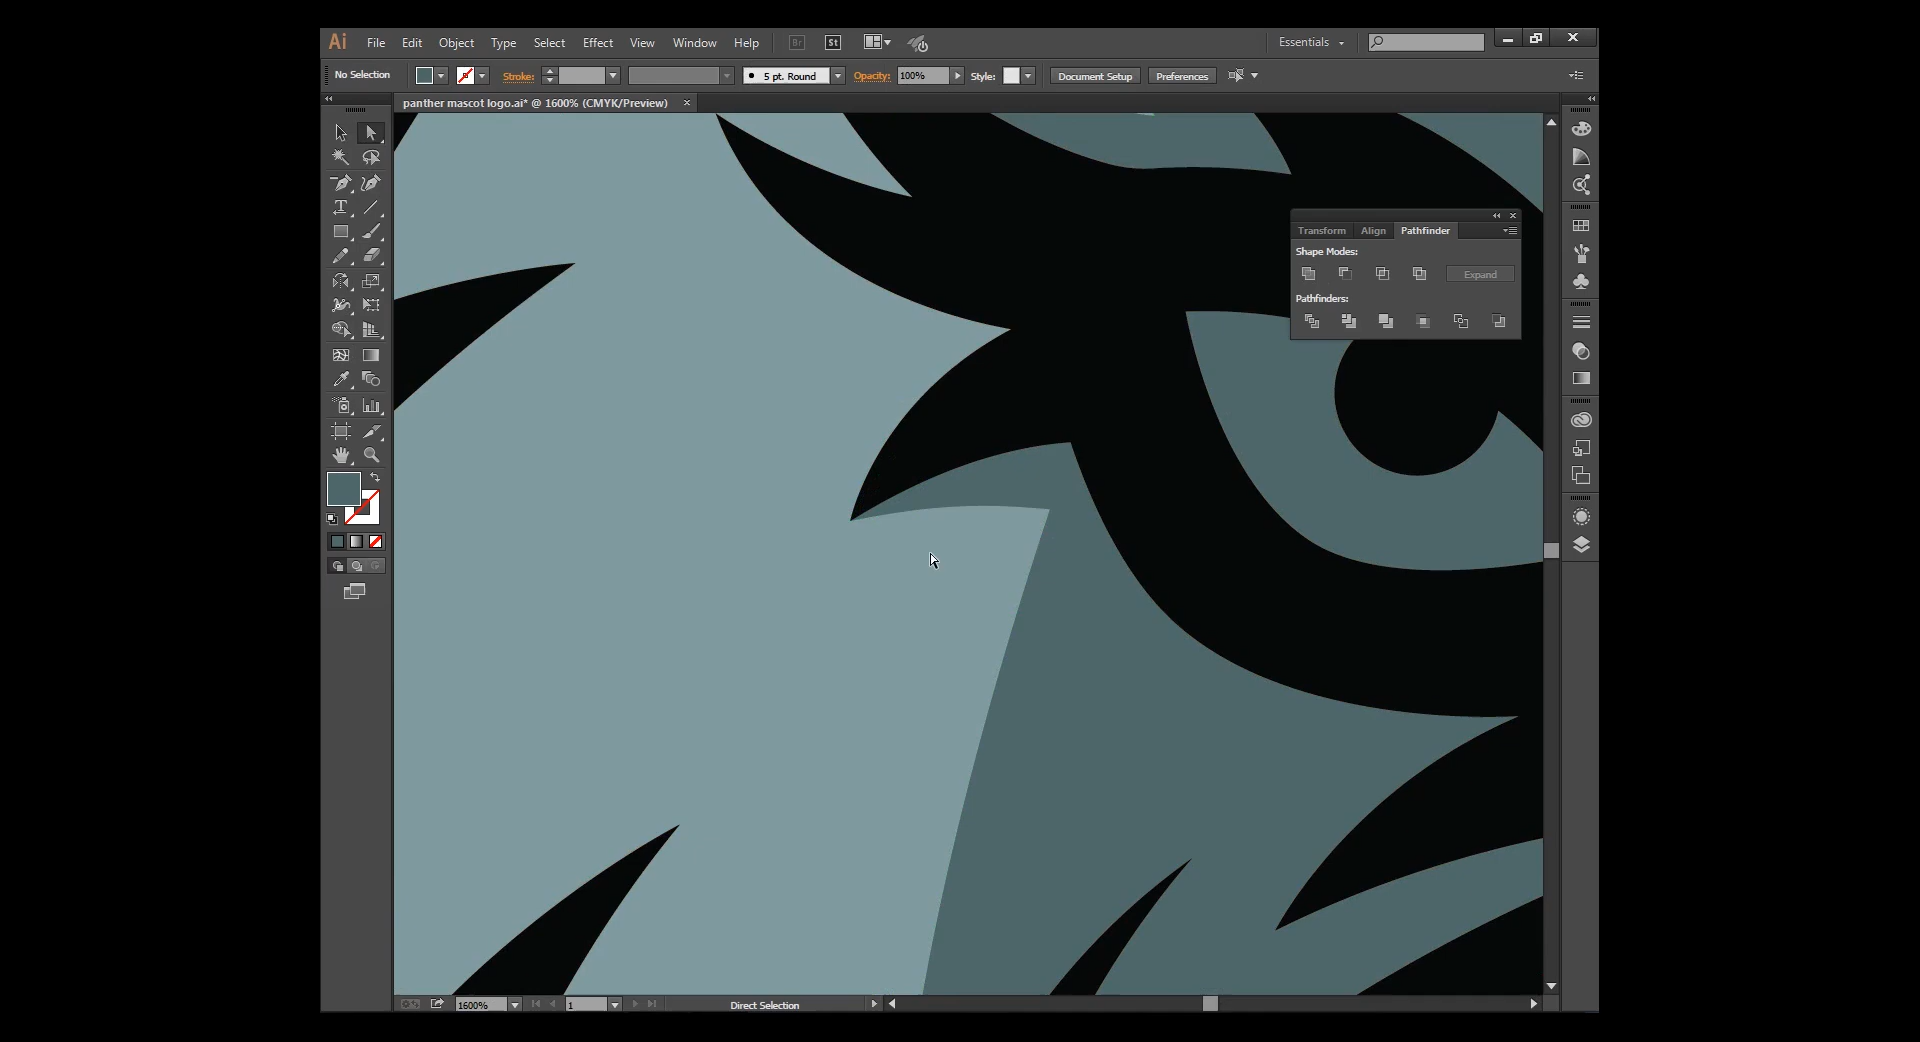 Ai File Edit Object Type Select Effect View Window Help Br St Essentials
No Selection Stroke: 5 pt. Round Opacity: 100% Style: Document Setup Preferences
panther mascot logo.ai* @ 1600% (CMYK/Preview)
Transform Align Pathfinder
Shape Modes:
Expand
Pathfinders:
1600% 1 Direct Selection